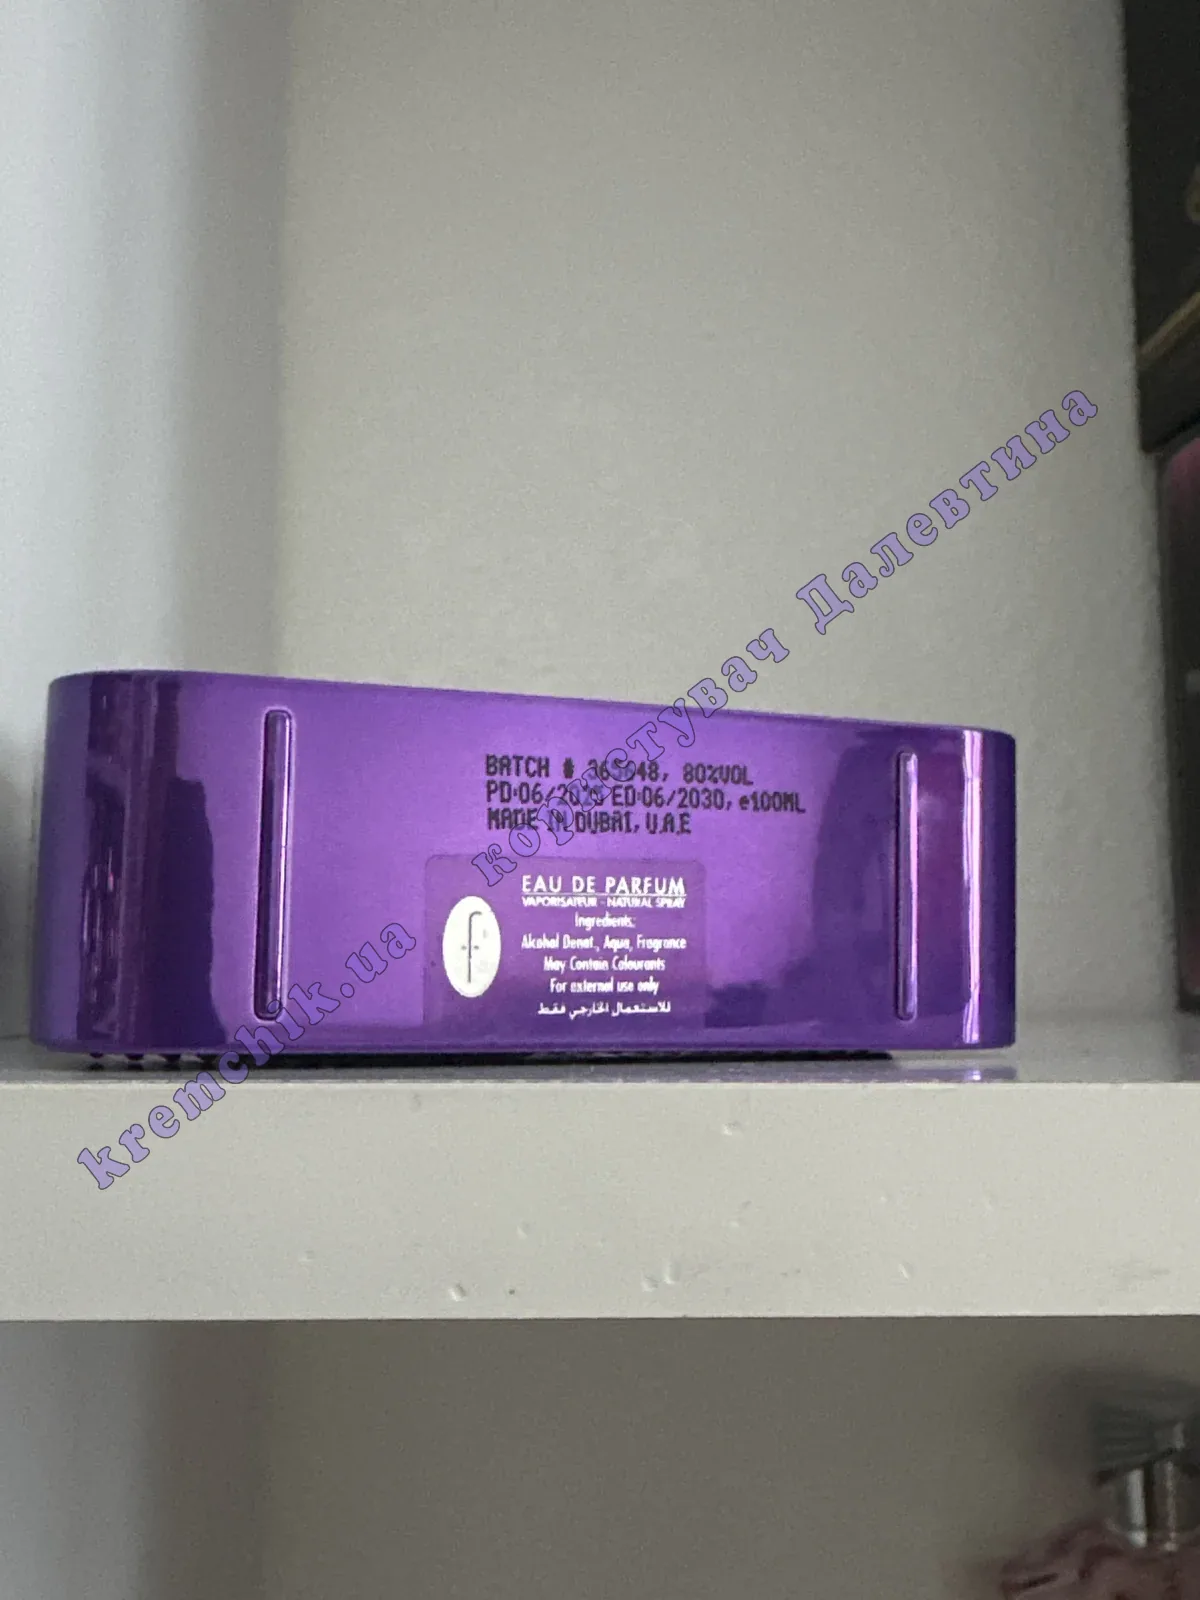 BATCH # 365048, 80%VOL
PD:06/2020 ED:06/2030, e100ML
MADE IN DUBAI, U.A.E
EAU DE PARFUM
VAPORISATEUR - NATURAL SPRAY
Ingredients:
Alcohol Denat., Aqua, Fragrance
May Contain Colourants
For external use only
للاستعمال الخارجي فقط
f
kremchik.ua користувач Далевтина